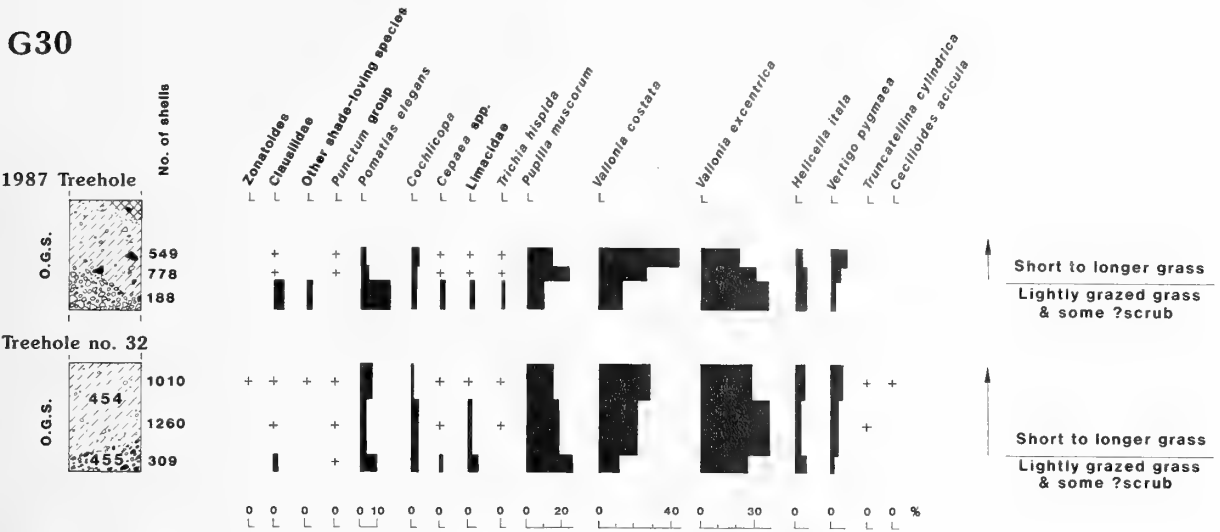 G30
No. of shells
Zonatoides
Clausilidae
Other shade-loving species
Punctum group
Pomatias elegans
Cochlicopa
Cepaea spp.
Limacidae
Trichia hispida
Pupilla muscorum
Vallonia costata
Vallonia excentrica
Helicella itala
Vertigo pygmaea
Truncatellina cylindrica
Cecilioides acicula
1987 Treehole
O.G.S.
549 + + + + +
778 + + + + +
188
Short to longer grass
Lightly grazed grass
& some ?scrub
Treehole no. 32
O.G.S.
454
455
1010 + + + + + + + + +
1260 + + + + +
309 +
Short to longer grass
Lightly grazed grass
& some ?scrub
0 0 0 0 0 10 0 0 0 0 0 20 0 40 0 30 0 0 0 0 %